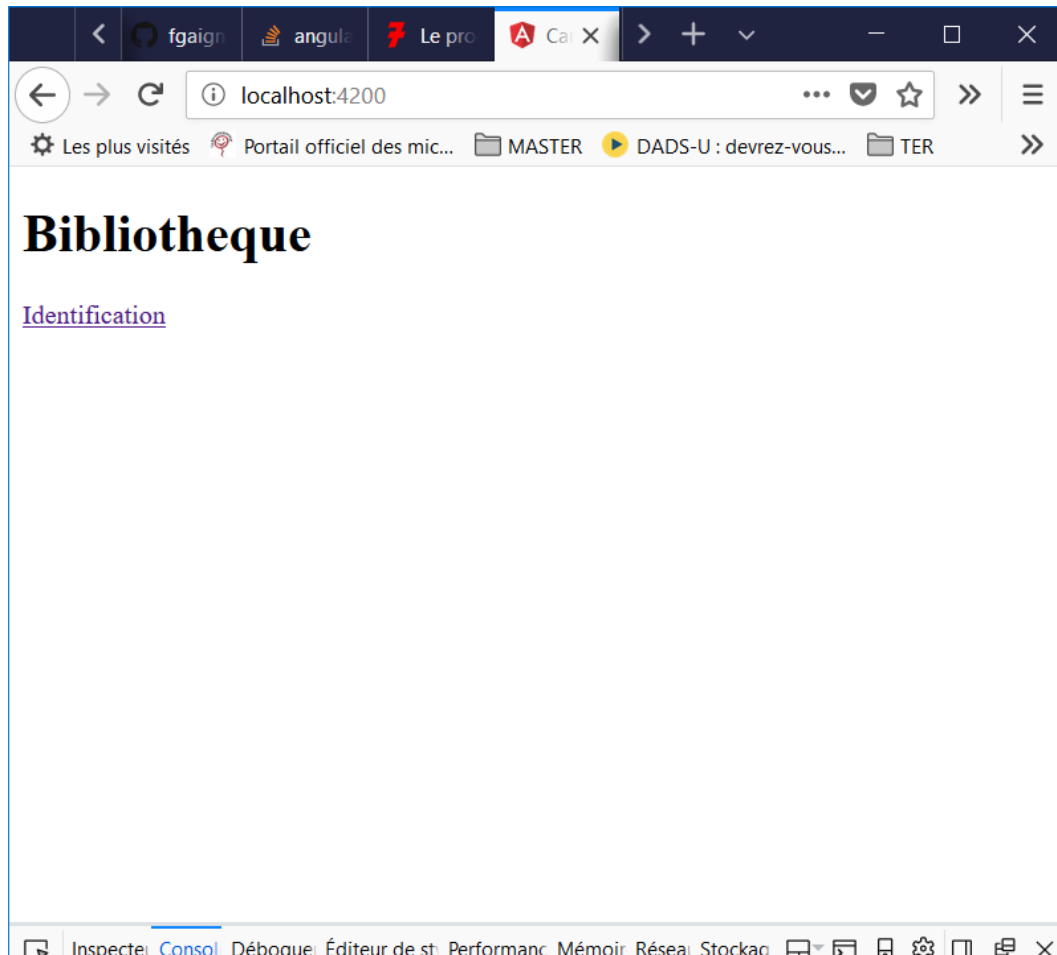 fgaign angula Le pro Ca
localhost:4200
Les plus visités Portail officiel des mic... MASTER DADS-U : devrez-vous... TER
Bibliotheque
Identification
Inspecteu Consol Débogue Éditeur de st Performanc Mémoir Résea Stockag